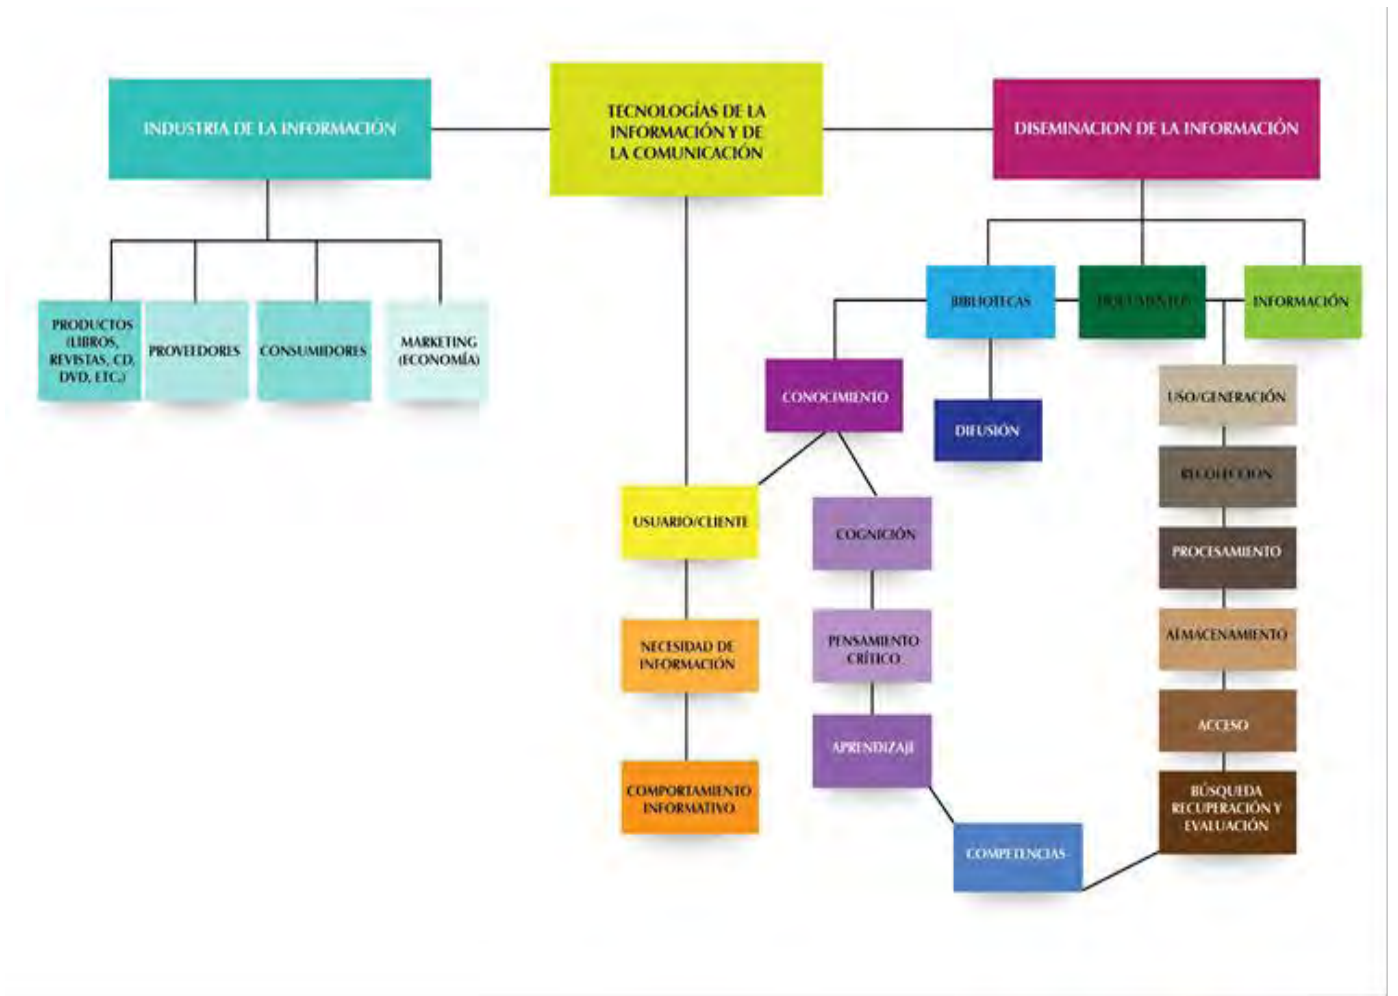 INDUSTRIA DE LA INFORMACIÓN
TECNOLOGÍAS DE LA
INFORMACIÓN Y DE
LA COMUNICACIÓN
DISEMINACION DE LA INFORMACIÓN
PRODUCTOS
(LIBROS,
REVISTAS, CD,
DVD, ETC.)
PROVEEDORES
CONSUMIDORES
MARKETING
(ECONOMÍA)
BIBLIOTECAS
DOCUMENTOS
INFORMACIÓN
CONOCIMIENTO
DIFUSIÓN
USO/GENERACIÓN
RECOLECCIÓN
PROCESAMIENTO
ALMACENAMIENTO
ACCESO
BÚSQUEDA
RECUPERACIÓN Y
EVALUACIÓN
USUARIO/CLIENTE
COGNICIÓN
NECESIDAD DE
INFORMACIÓN
PENSAMIENTO
CRÍTICO
APRENDIZAJE
COMPORTAMIENTO
INFORMATIVO
COMPETENCIAS